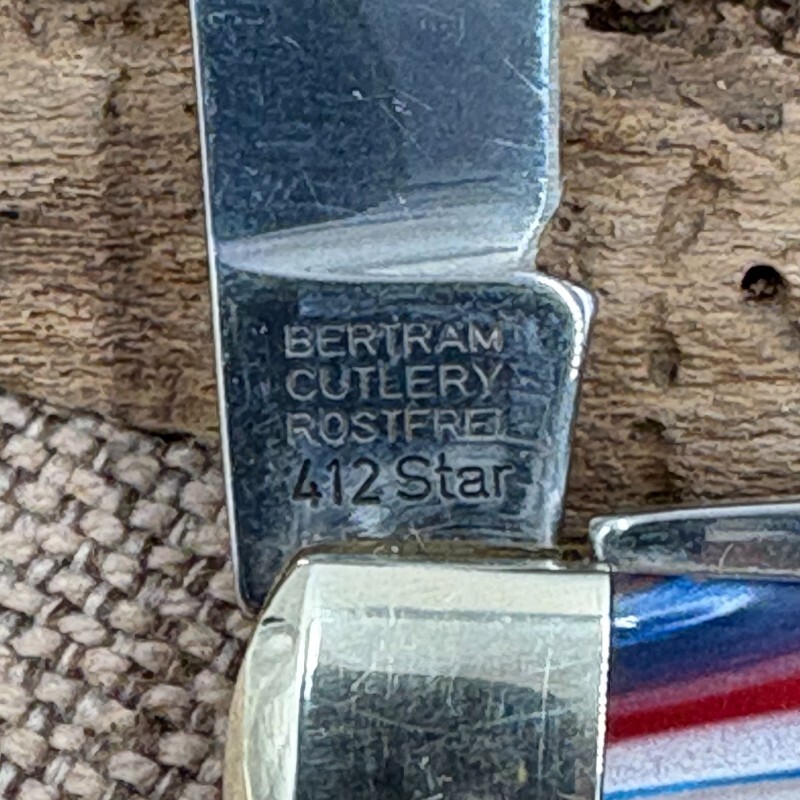 BERTRAM
CUTLERY
ROSTFREI
412 Star